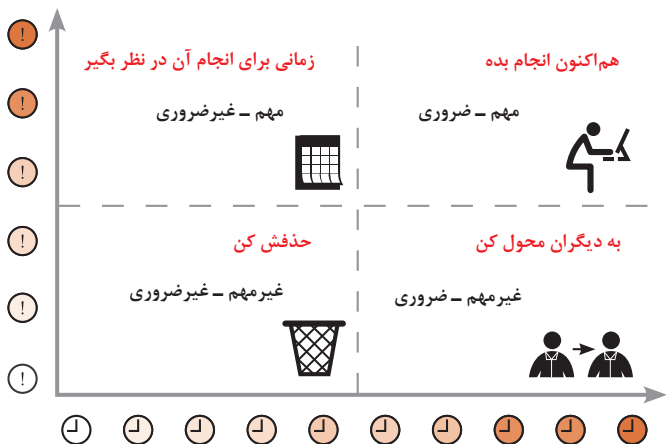 هم‌اکنون انجام بده
مهم ـ ضروری
زمانی برای انجام آن در نظر بگیر
مهم ـ غیرضروری
به دیگران محول کن
غیرمهم ـ ضروری
حذفش کن
غیرمهم ـ غیرضروری
!
!
!
!
!
!